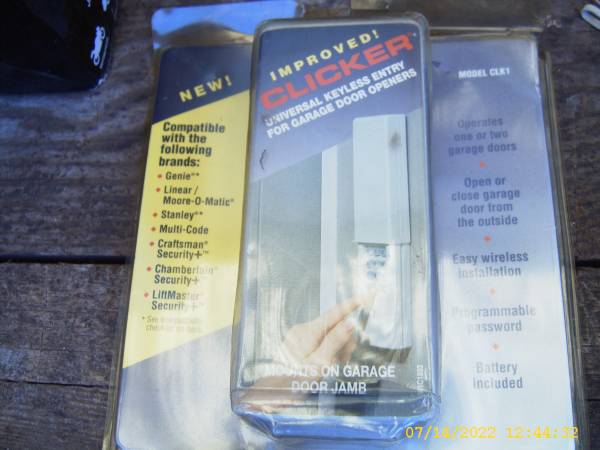 NEW!
Compatible
with the
following
brands:
• Genie®*
• Linear /
Moore-O-Matic®
• Stanley®*
• Multi-Code
• Craftsman®
Security+™
• Chamberlain®
Security+™
• LiftMaster®
Security+™
IMPROVED!
CLICKER®
UNIVERSAL KEYLESS ENTRY
FOR GARAGE DOOR OPENERS
MOUNTS ON GARAGE
DOOR JAMB
MODEL CLK1
Operates
one or two
garage doors
Open or
close garage
door from
the outside
Easy wireless
installation
Programmable
password
Battery
included
07/14/2022 12:44:32